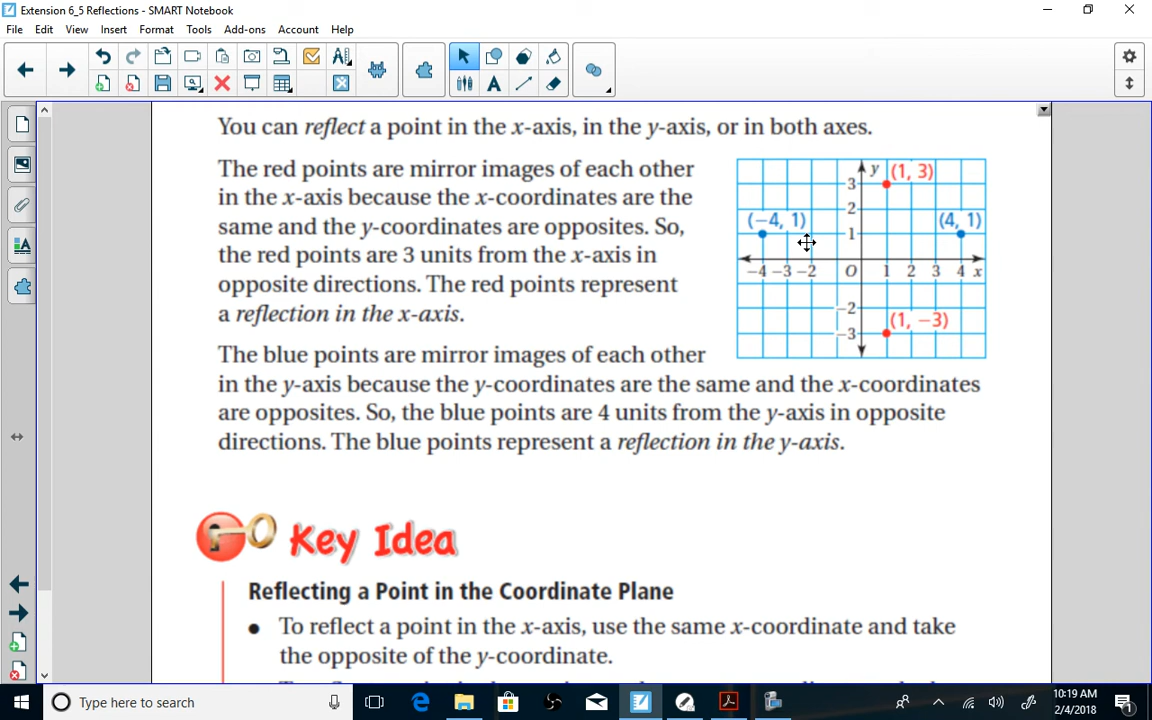 Extension 6_5 Reflections - SMART Notebook
File Edit View Insert Format Tools Add-ons Account Help
You can reflect a point in the x-axis, in the y-axis, or in both axes.
The red points are mirror images of each other
in the x-axis because the x-coordinates are the
same and the y-coordinates are opposites. So,
the red points are 3 units from the x-axis in
opposite directions. The red points represent
a reflection in the x-axis.
y (1, 3)
3
2
(−4, 1) (4, 1)
1
−4 −3 −2 O 1 2 3 4 x
−2 (1, −3)
−3
The blue points are mirror images of each other
in the y-axis because the y-coordinates are the same and the x-coordinates
are opposites. So, the blue points are 4 units from the y-axis in opposite
directions. The blue points represent a reflection in the y-axis.
Key Idea
Reflecting a Point in the Coordinate Plane
• To reflect a point in the x-axis, use the same x-coordinate and take
the opposite of the y-coordinate.
Type here to search
10:19 AM
2/4/2018
1